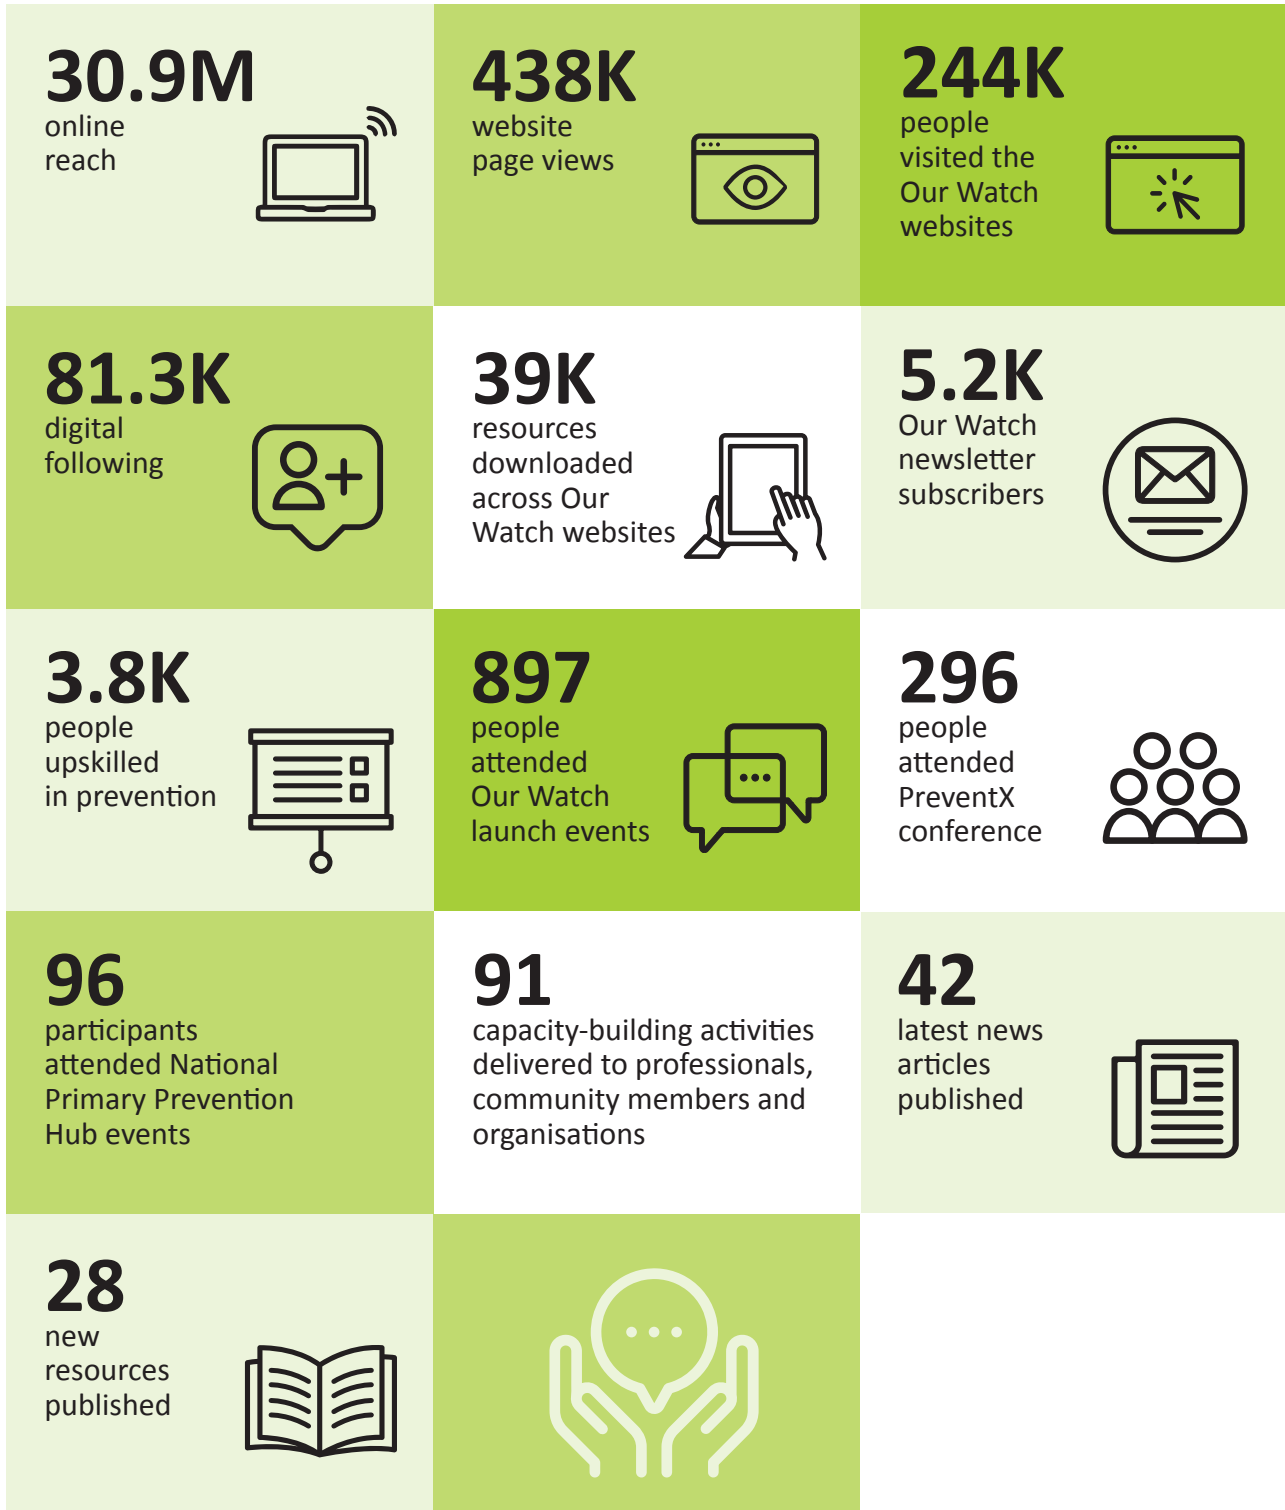 30.9M
online
reach
438K
website
page views
244K
people
visited the
Our Watch
websites
81.3K
digital
following
39K
resources
downloaded
across Our
Watch websites
5.2K
Our Watch
newsletter
subscribers
3.8K
people
upskilled
in prevention
897
people
attended
Our Watch
launch events
296
people
attended
PreventX
conference
96
participants
attended National
Primary Prevention
Hub events
91
capacity-building activities
delivered to professionals,
community members and
organisations
42
latest news
articles
published
28
new
resources
published